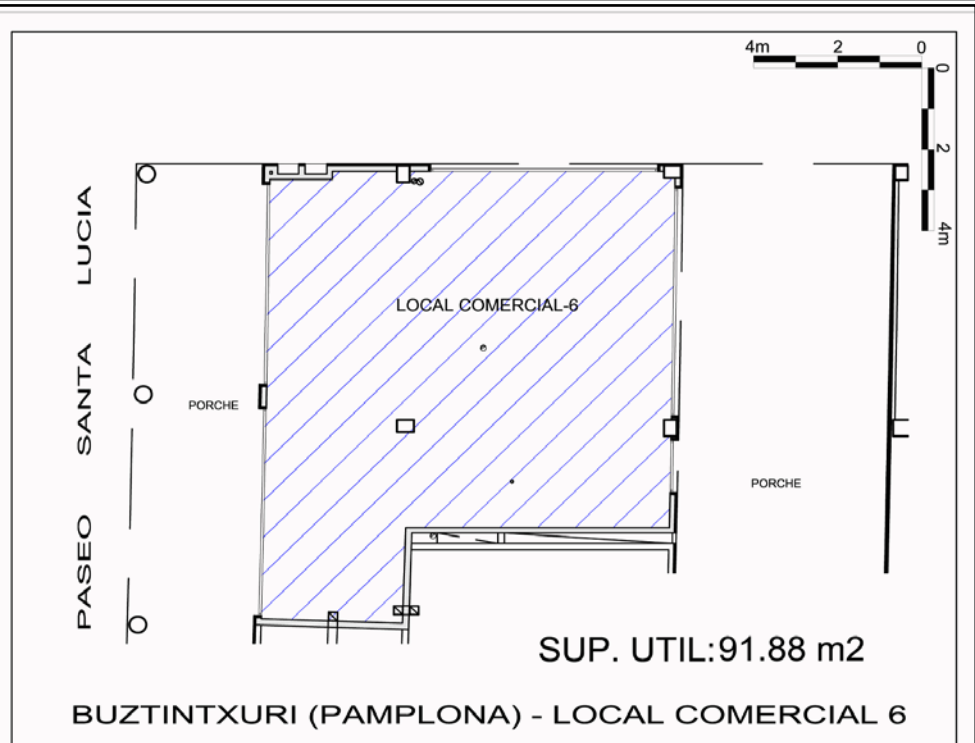 4m 2 0
0
2
4m
PASEO SANTA LUCIA
LOCAL COMERCIAL-6
PORCHE
PORCHE
SUP. UTIL:91.88 m2
BUZTINTXURI (PAMPLONA) - LOCAL COMERCIAL 6